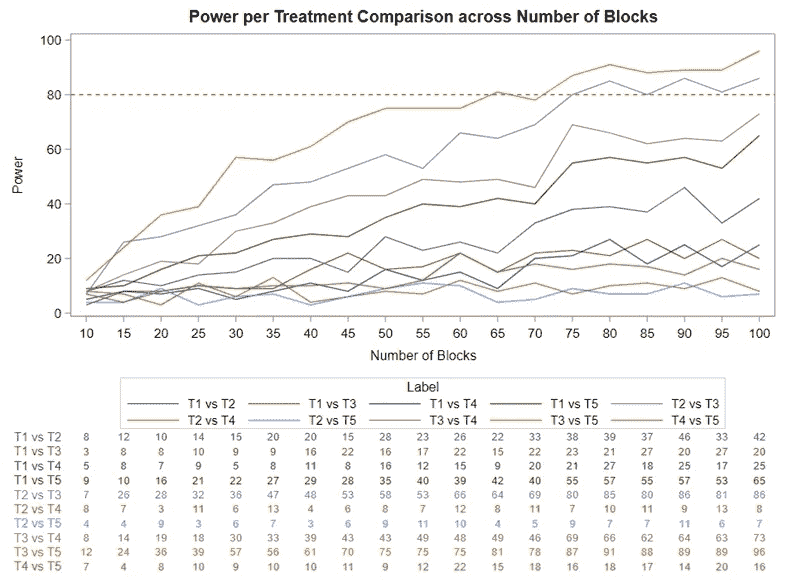 Power per Treatment Comparison across Number of Blocks
100
80
60
40
20
0
Power
10 15 20 25 30 35 40 45 50 55 60 65 70 75 80 85 90 95 100
Number of Blocks
Label
T1 vs T2 T1 vs T3 T1 vs T4 T1 vs T5 T2 vs T3
T2 vs T4 T2 vs T5 T3 vs T4 T3 vs T5 T4 vs T5
T1 vs T2 8 12 10 14 15 20 20 15 28 23 26 22 33 38 39 37 46 33 42
T1 vs T3 3 8 8 10 9 9 16 22 16 17 22 15 22 23 21 27 20 27 20
T1 vs T4 5 8 7 9 5 8 11 8 16 12 15 9 20 21 27 18 25 17 25
T1 vs T5 9 10 16 21 22 27 29 28 35 40 39 42 40 55 57 55 57 53 65
T2 vs T3 7 26 28 32 36 47 48 53 58 53 66 64 69 80 85 80 86 81 86
T2 vs T4 8 7 3 11 6 13 4 6 8 7 12 8 11 7 10 11 9 13 8
T2 vs T5 4 4 9 3 6 7 3 6 9 11 10 4 5 9 7 7 11 6 7
T3 vs T4 8 14 19 18 30 33 39 43 43 49 48 49 46 69 66 62 64 63 73
T3 vs T5 12 24 36 39 57 56 61 70 75 75 75 81 78 87 91 88 89 89 96
T4 vs T5 7 4 8 10 9 10 10 11 9 12 22 15 18 16 18 17 14 20 16